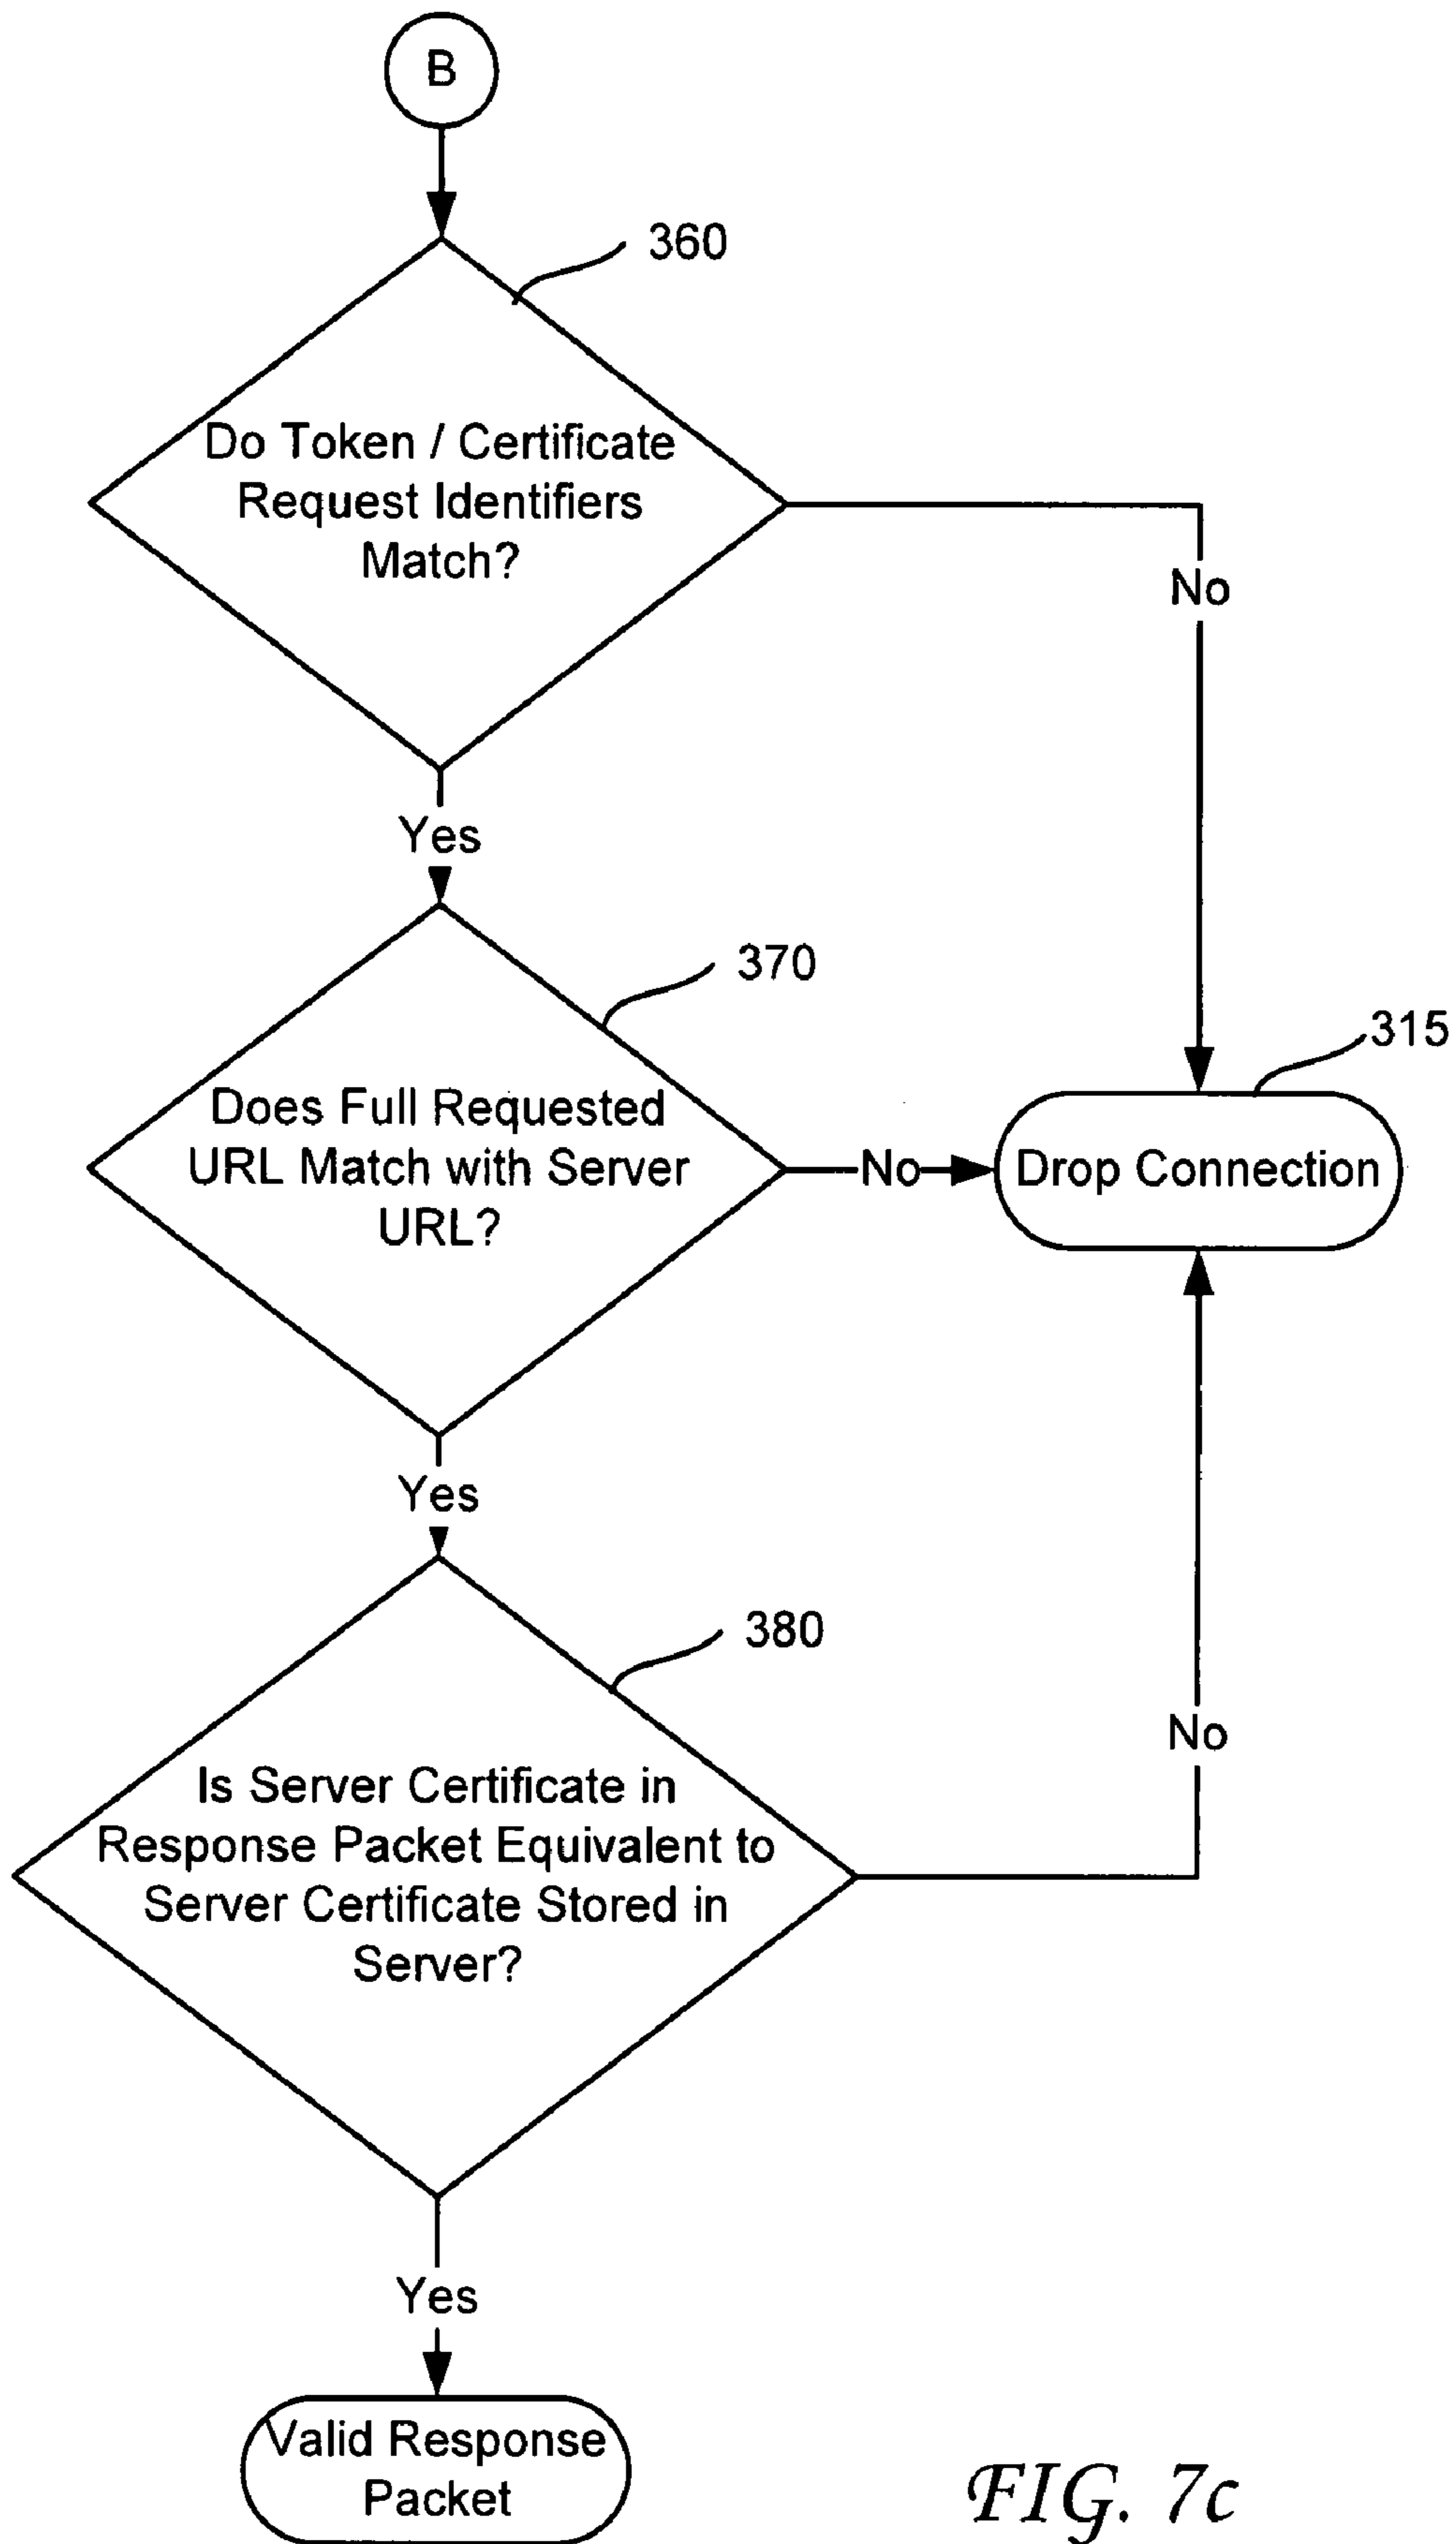 B
360
Do Token / Certificate
Request Identifiers
Match?
No
Yes
370
315
Does Full Requested
URL Match with Server
URL?
No
Drop Connection
Yes
380
Is Server Certificate in
Response Packet Equivalent to
Server Certificate Stored in
Server?
No
Yes
Valid Response
Packet
FIG. 7c